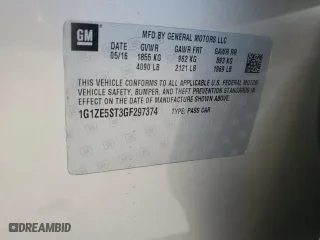 GM
MFD BY GENERAL MOTORS LLC
DATE GVWR GAWR FRT GAWR RR
05/16 1855 KG 962 KG 893 KG
4090 LB 2121 LB 1969 LB
THIS VEHICLE CONFORMS TO ALL APPLICABLE U.S. FEDERAL MOTOR
VEHICLE SAFETY, BUMPER, AND THEFT PREVENTION STANDARDS
IN EFFECT ON THE DATE OF MANUFACTURE SHOWN ABOVE.
1G1ZE5ST3GF297374 TYPE: PASS CAR
DREAMBID